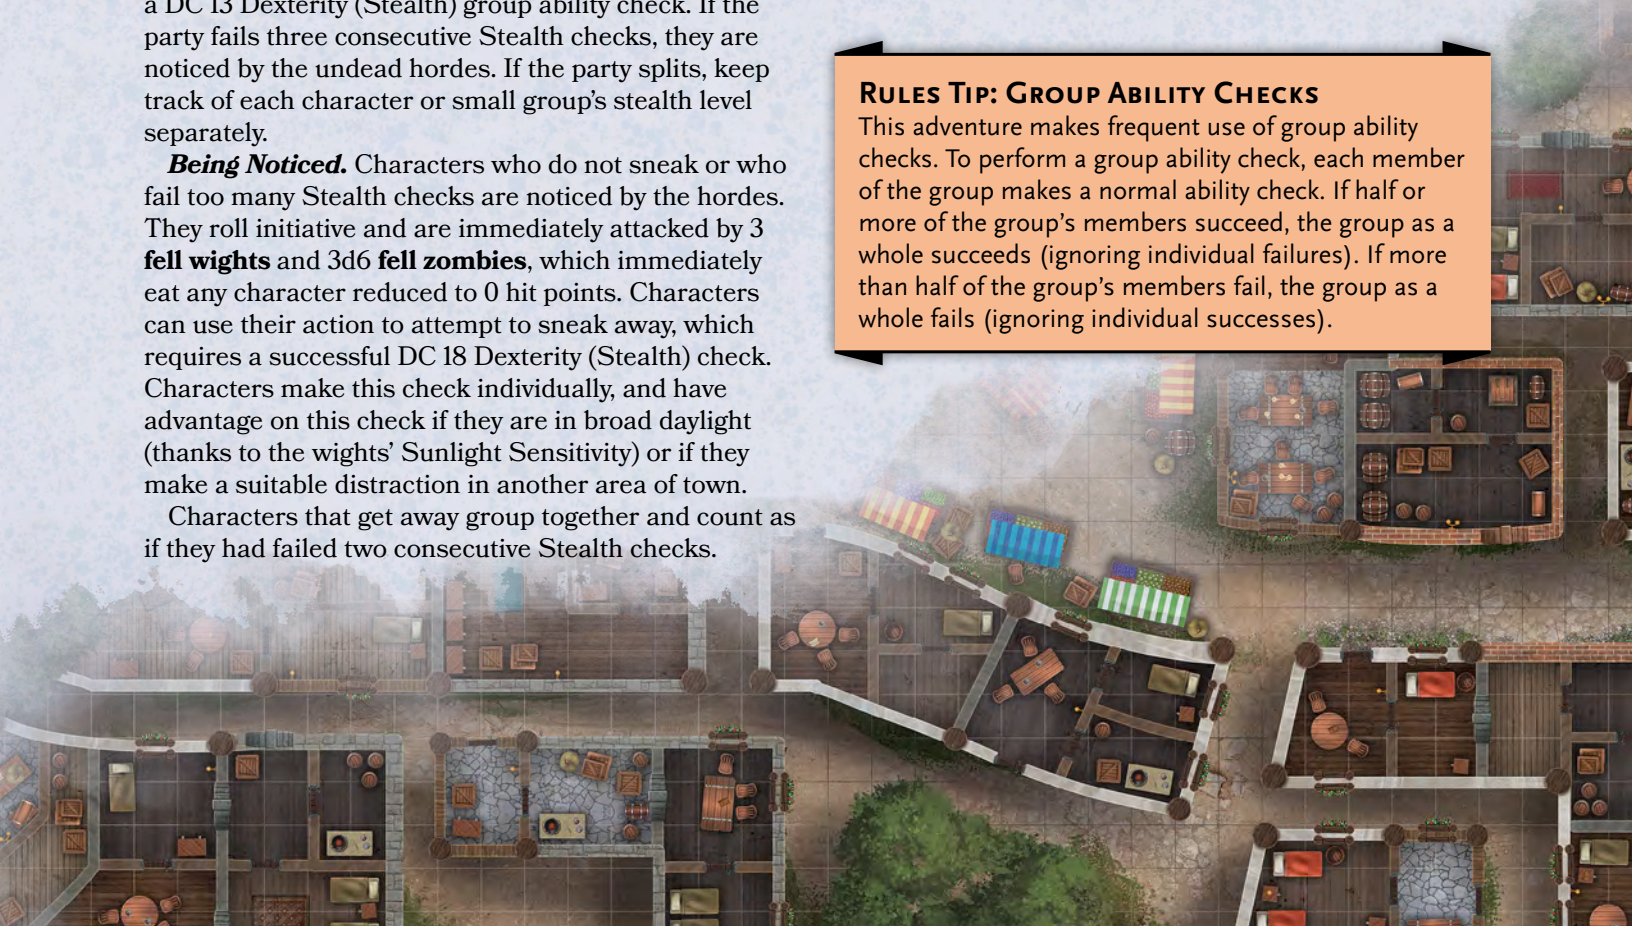 a DC 13 Dexterity (Stealth) group ability check. If the
party fails three consecutive Stealth checks, they are
noticed by the undead hordes. If the party splits, keep
track of each character or small group's stealth level
separately.
Being Noticed. Characters who do not sneak or who
fail too many Stealth checks are noticed by the hordes.
They roll initiative and are immediately attacked by 3
fell wights and 3d6 fell zombies, which immediately
eat any character reduced to 0 hit points. Characters
can use their action to attempt to sneak away, which
requires a successful DC 18 Dexterity (Stealth) check.
Characters make this check individually, and have
advantage on this check if they are in broad daylight
(thanks to the wights' Sunlight Sensitivity) or if they
make a suitable distraction in another area of town.
Characters that get away group together and count as
if they had failed two consecutive Stealth checks.
Rules Tip: Group Ability Checks
This adventure makes frequent use of group ability
checks. To perform a group ability check, each member
of the group makes a normal ability check. If half or
more of the group's members succeed, the group as a
whole succeeds (ignoring individual failures). If more
than half of the group's members fail, the group as a
whole fails (ignoring individual successes).